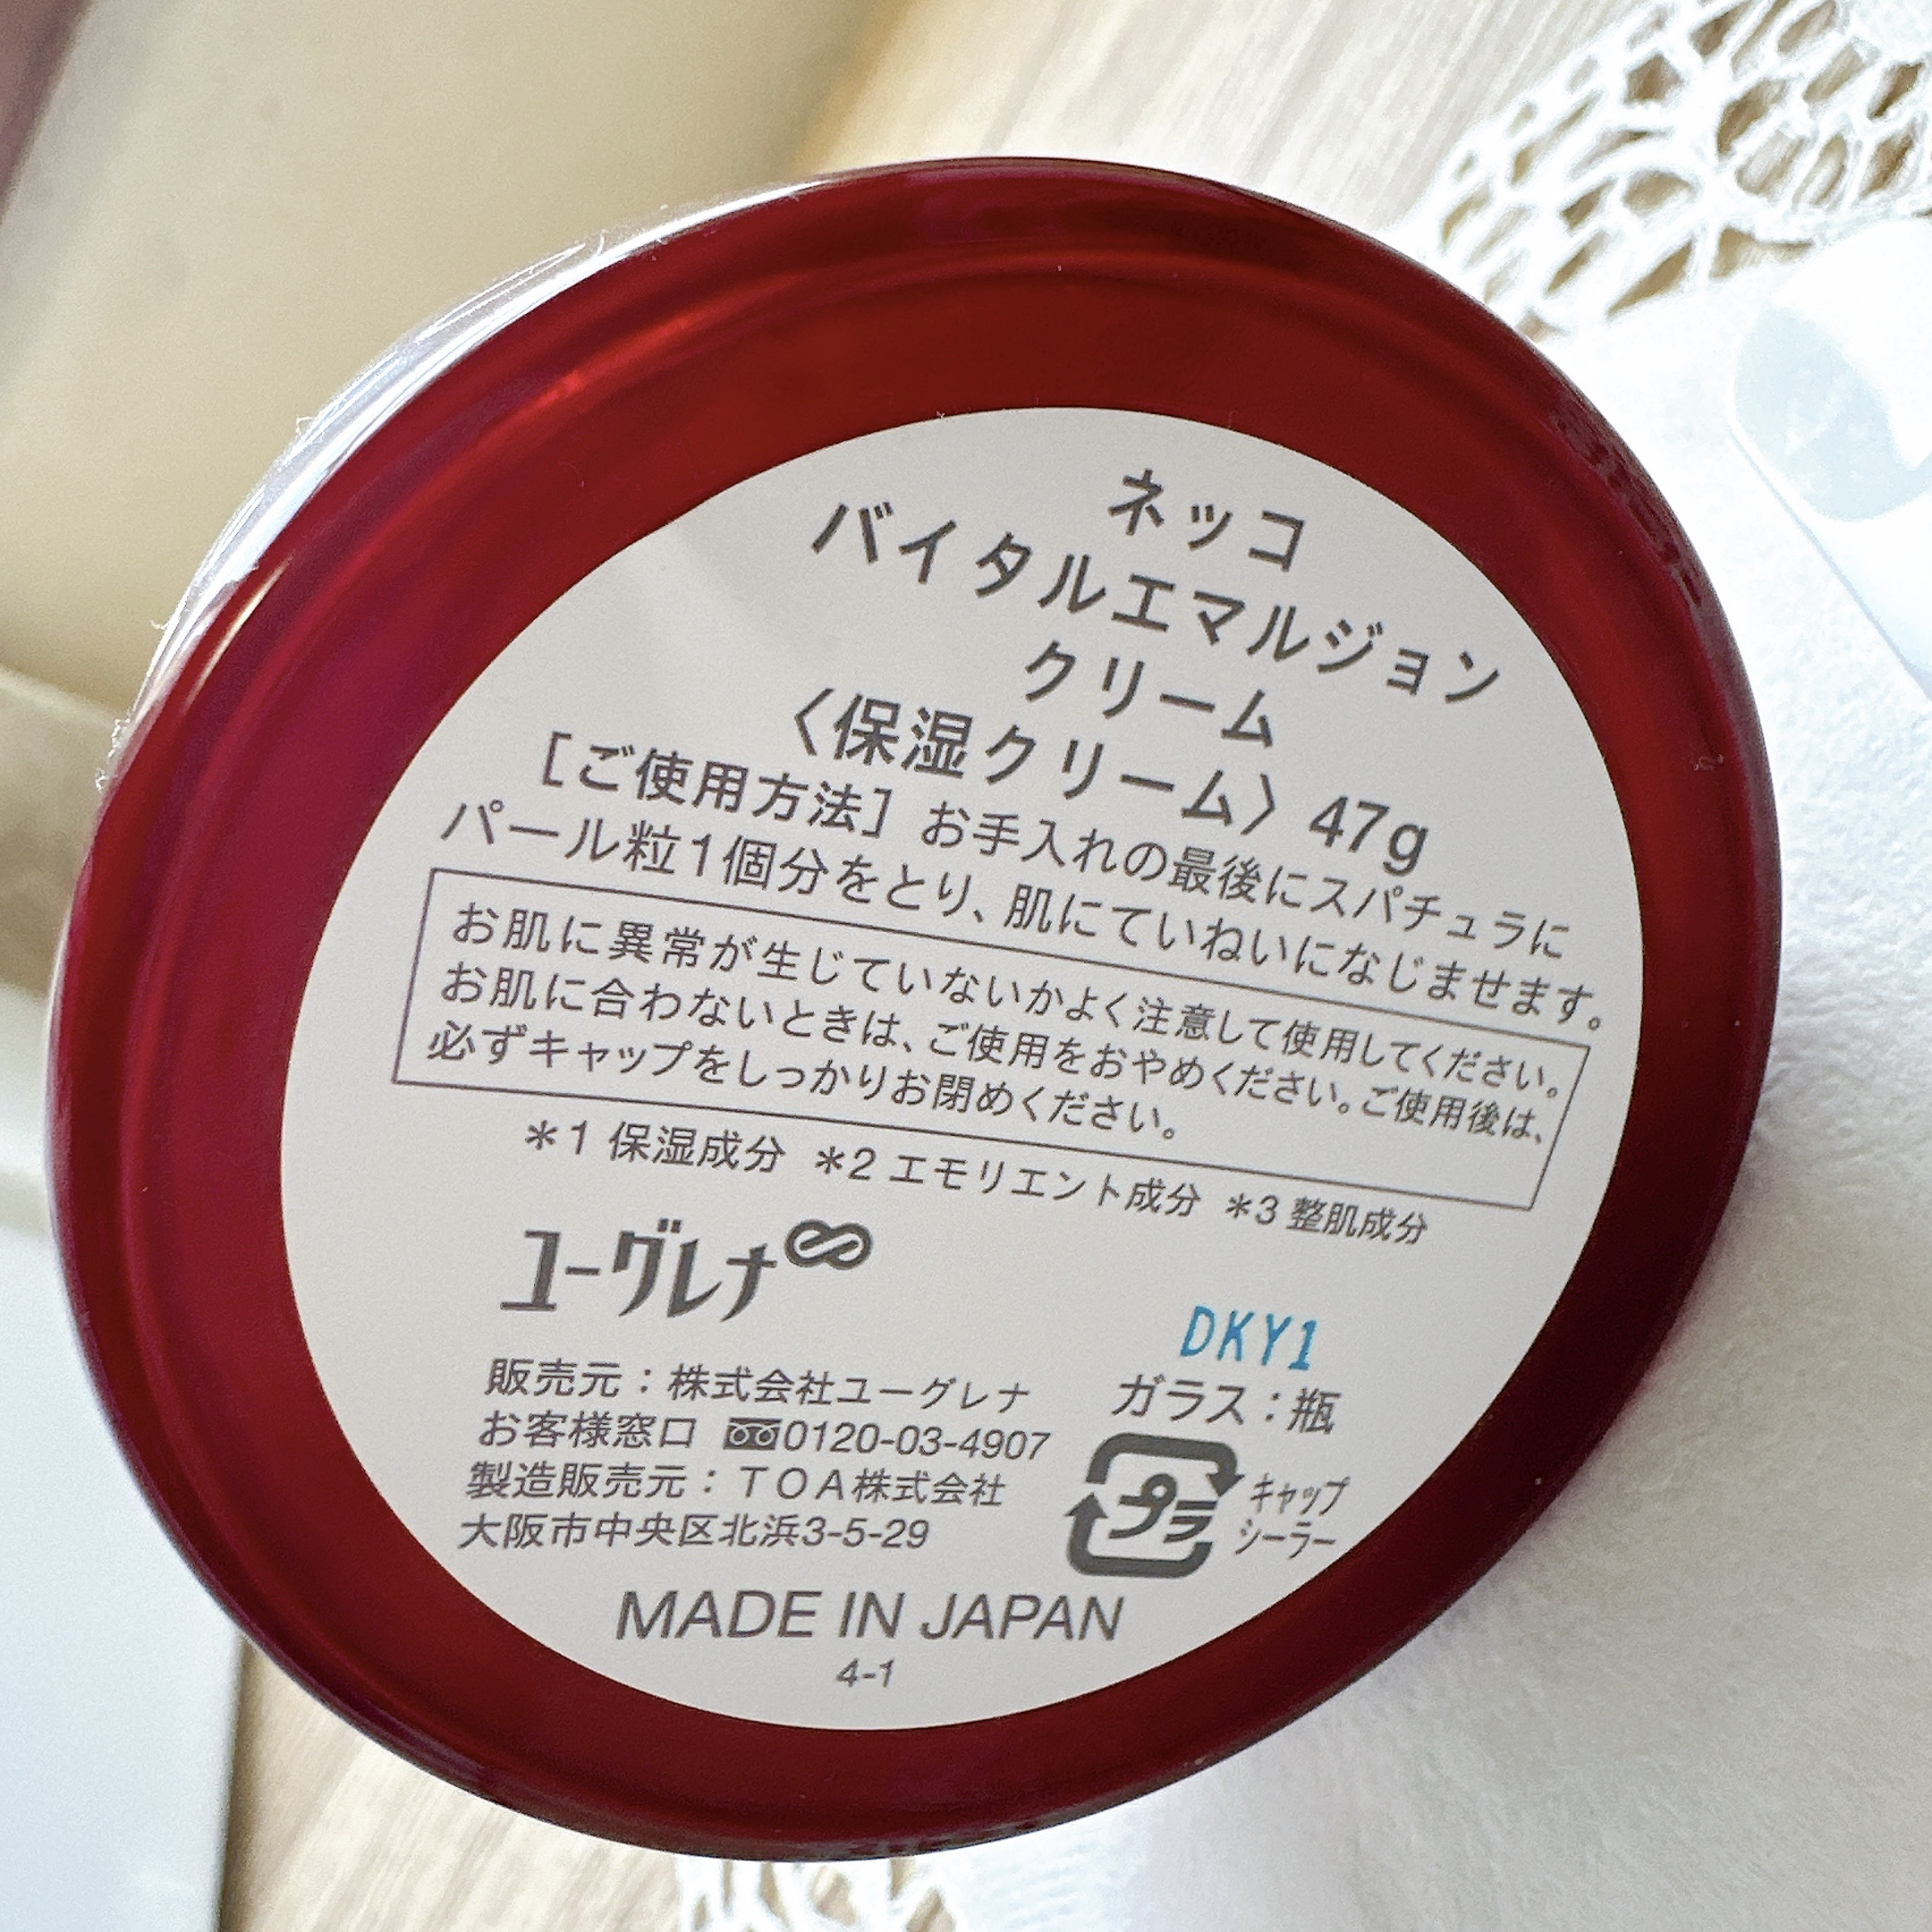 ネッコ
バイタルエマルジョン
クリーム
〈保湿クリーム〉47g
［ご使用方法］お手入れの最後にスパチュラに
パール粒1個分をとり、肌にていねいになじませます。
お肌に異常が生じていないかよく注意して使用してください。
お肌に合わないときは、ご使用をおやめください。ご使用後は、
必ずキャップをしっかりお閉めください。
＊1 保湿成分 ＊2 エモリエント成分 ＊3 整肌成分
ユーグレナ
DKY1
販売元：株式会社ユーグレナ
お客様窓口 0120-03-4907
製造販売元：ＴＯＡ株式会社
大阪市中央区北浜3-5-29
ガラス：瓶
プラ
キャップ
シーラー
MADE IN JAPAN
4-1